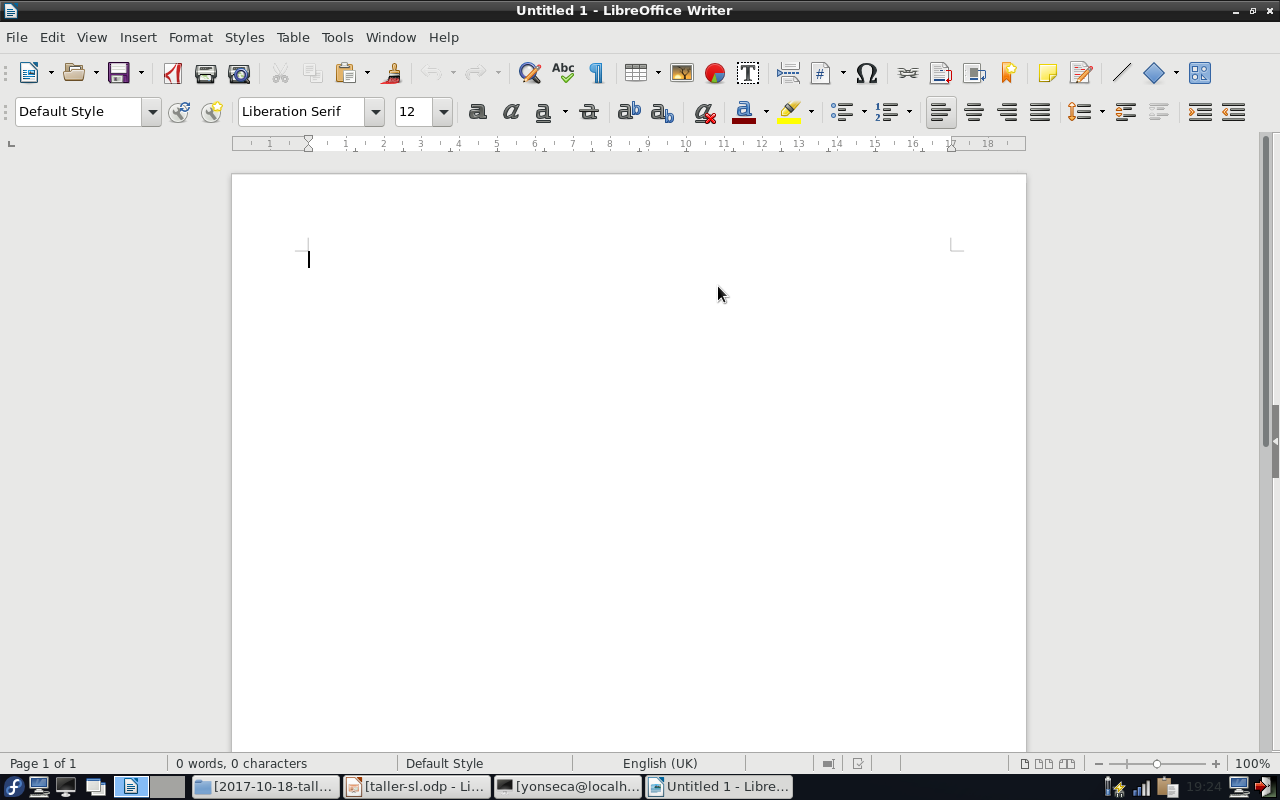 Untitled 1 - LibreOffice Writer
File Edit View Insert Format Styles Table Tools Window Help
Abc
Default Style Liberation Serif 12
1 1 2 3 4 5 6 7 8 9 10 11 12 13 14 15 16 17 18
Page 1 of 1 0 words, 0 characters Default Style English (UK) 100%
[2017-10-18-tall... [taller-sl.odp - Li... [yonseca@localh... Untitled 1 - Libre... 19:24